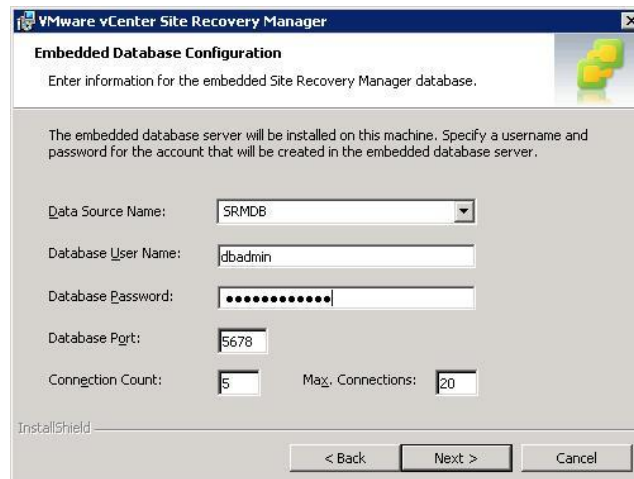 VMware vCenter Site Recovery Manager
Embedded Database Configuration
Enter information for the embedded Site Recovery Manager database.
The embedded database server will be installed on this machine. Specify a username and
password for the account that will be created in the embedded database server.
Data Source Name: SRMDB
Database User Name: dbadmin
Database Password: ●●●●●●●●●●●●
Database Port: 5678
Connection Count: 5 Max. Connections: 20
InstallShield
< Back Next > Cancel